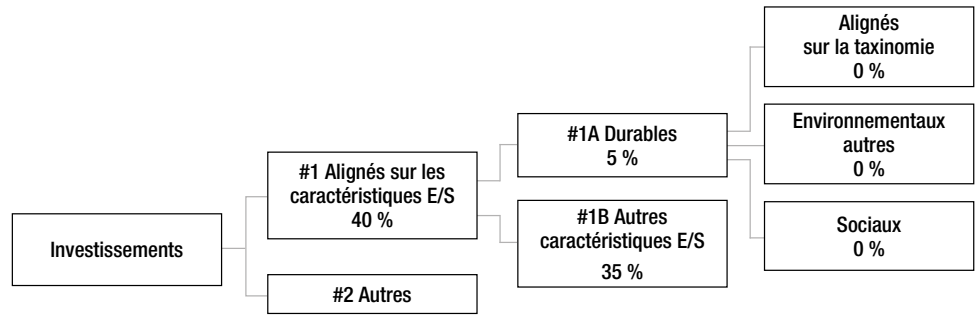 Investissements
#1 Alignés sur les
caractéristiques E/S
40 %
#2 Autres
#1A Durables
5 %
#1B Autres
caractéristiques E/S
35 %
Alignés
sur la taxinomie
0 %
Environnementaux
autres
0 %
Sociaux
0 %